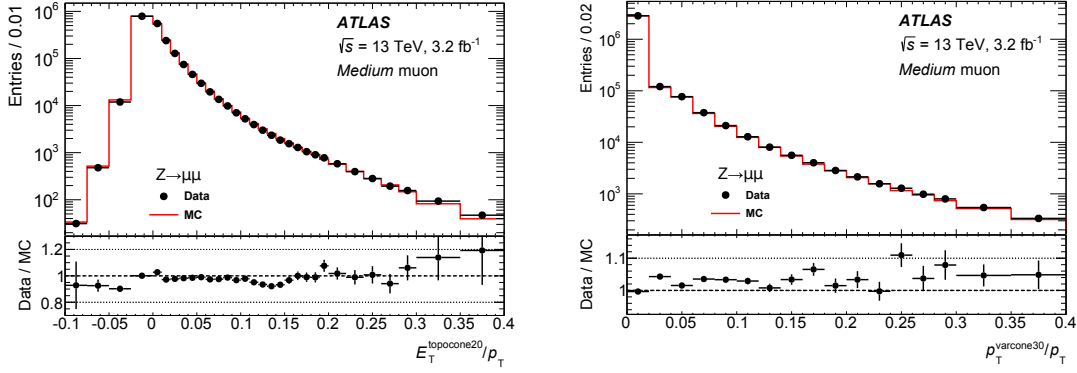 ATLAS
√s = 13 TeV, 3.2 fb⁻¹
Medium muon
Entries / 0.01
10⁶
10⁵
10⁴
10³
10²
Z→μμ
Data
MC
Data / MC
1.2
1
0.8
-0.1 -0.05 0 0.05 0.1 0.15 0.2 0.25 0.3 0.35 0.4
E_T^topocone20/p_T
ATLAS
√s = 13 TeV, 3.2 fb⁻¹
Medium muon
Entries / 0.02
10⁶
10⁵
10⁴
10³
Z→μμ
Data
MC
Data / MC
1.1
1
0 0.05 0.1 0.15 0.2 0.25 0.3 0.35 0.4
p_T^varcone30/p_T